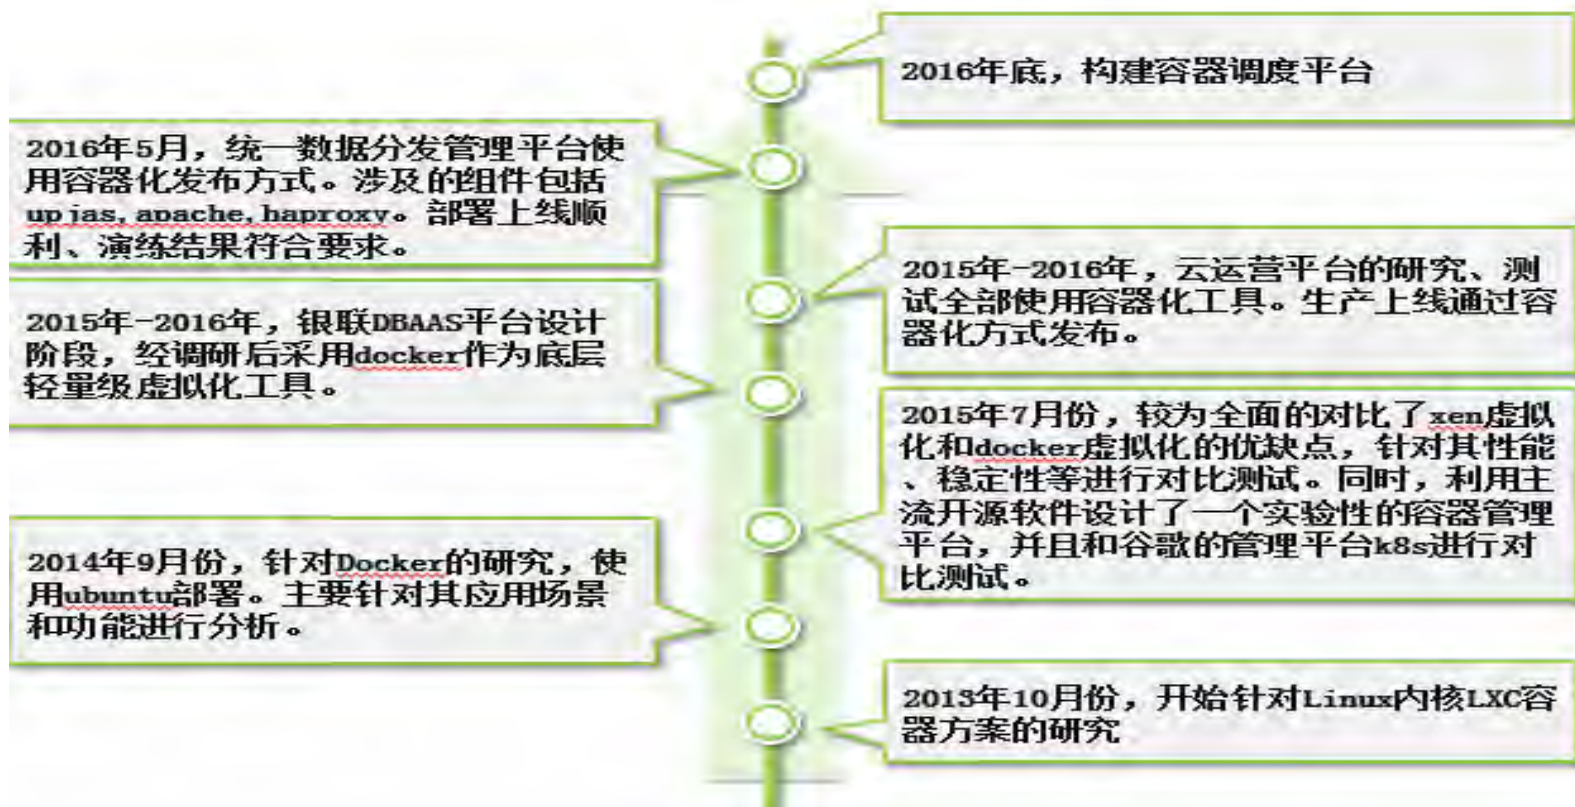 2016年底，构建容器调度平台
2016年5月，统一数据分发管理平台使
用容器化发布方式。涉及的组件包括
upjas,apache,haproxy。部署上线顺
利、演练结果符合要求。
2015年-2016年，云运营平台的研究、测
试全部使用容器化工具。生产上线通过容
器化方式发布。
2015年-2016年，银联DBAAS平台设计
阶段，经调研后采用docker作为底层
轻量级虚拟化工具。
2015年7月份，较为全面的对比了xen虚拟
化和docker虚拟化的优缺点，针对其性能
、稳定性等进行对比测试。同时，利用主
流开源软件设计了一个实验性的容器管理
平台，并且和谷歌的管理平台k8s进行对
比测试。
2014年9月份，针对Docker的研究，使
用ubuntu部署。主要针对其应用场景
和功能进行分析。
2013年10月份，开始针对Linux内核LXC容
器方案的研究